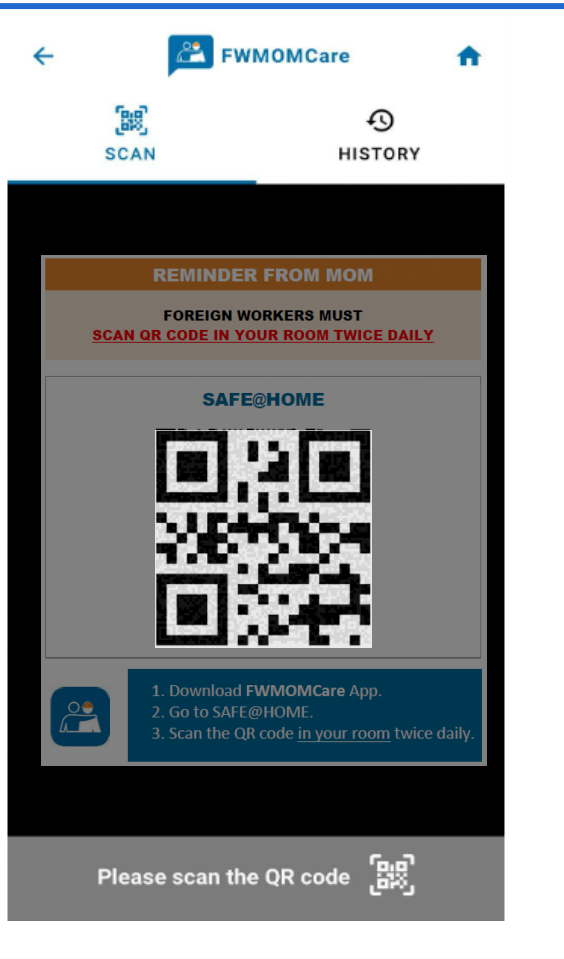 FWMOMCare
SCAN
HISTORY
REMINDER FROM MOM
FOREIGN WORKERS MUST
SCAN QR CODE IN YOUR ROOM TWICE DAILY
SAFE@HOME
1. Download FWMOMCare App.
2. Go to SAFE@HOME.
3. Scan the QR code in your room twice daily.
Please scan the QR code